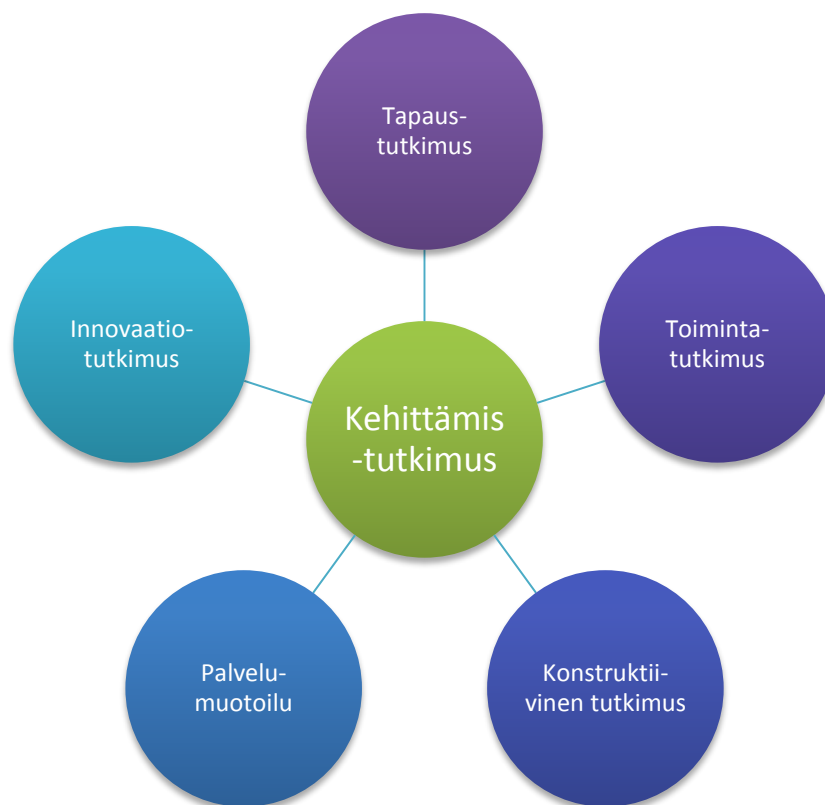 Tapaus-
tutkimus
Innovaatio-
tutkimus
Toiminta-
tutkimus
Kehittämis
-tutkimus
Palvelu-
muotoilu
Konstruktii-
vinen tutkimus